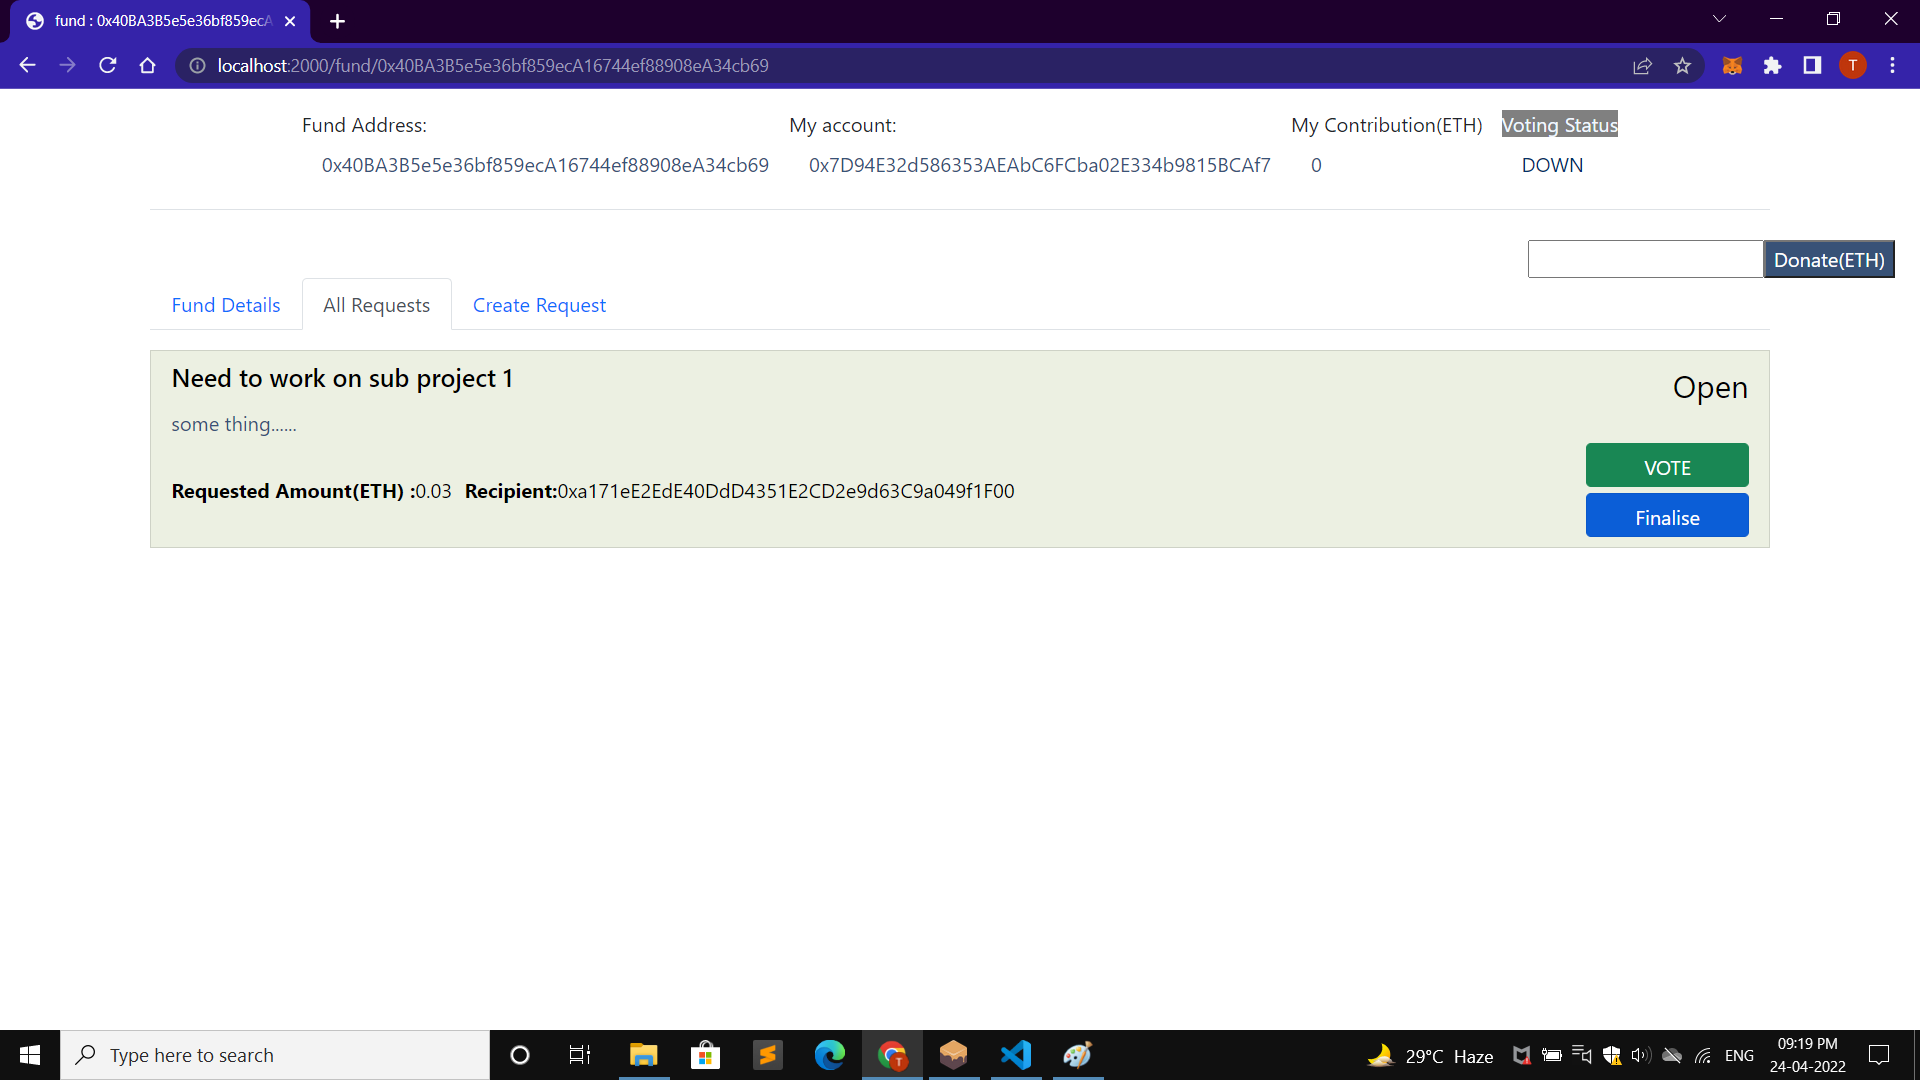 fund : 0x40BA3B5e5e36bf859ecA
localhost:2000/fund/0x40BA3B5e5e36bf859ecA16744ef88908eA34cb69
T
Fund Address: My account: My Contribution(ETH) Voting Status
0x40BA3B5e5e36bf859ecA16744ef88908eA34cb69 0x7D94E32d586353AEAbC6FCba02E334b9815BCAf7 0 DOWN
Donate(ETH)
Fund Details All Requests Create Request
Need to work on sub project 1
Open
some thing......
VOTE
Requested Amount(ETH) :0.03 Recipient:0xa171eE2EdE40DdD4351E2CD2e9d63C9a049f1F00
Finalise
Type here to search
T
29°C Haze
ENG
09:19 PM
24-04-2022